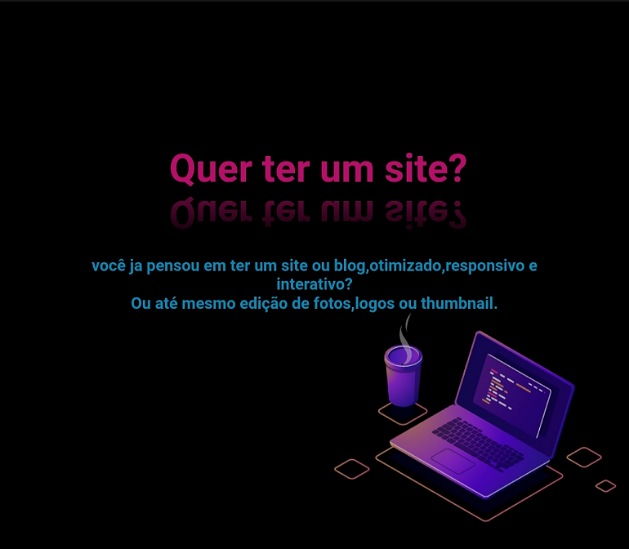 Quer ter um site?
você ja pensou em ter um site ou blog,otimizado,responsivo e
interativo?
Ou até mesmo edição de fotos,logos ou thumbnail.